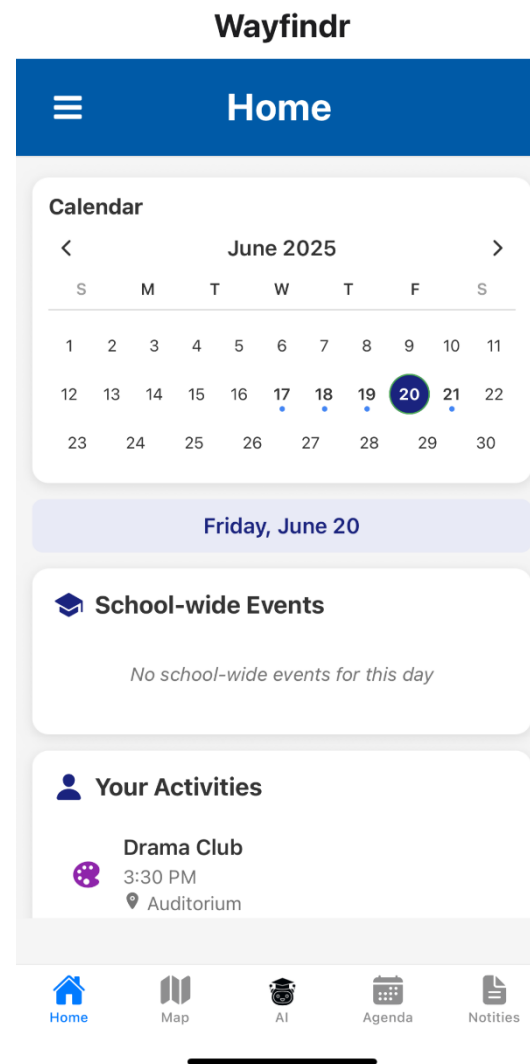 Wayfindr
Home
Calendar
June 2025
S M T W T F S
1 2 3 4 5 6 7 8 9 10 11
12 13 14 15 16 17 18 19 20 21 22
23 24 25 26 27 28 29 30
Friday, June 20
School-wide Events
No school-wide events for this day
Your Activities
Drama Club
3:30 PM
Auditorium
Home Map AI Agenda Notities